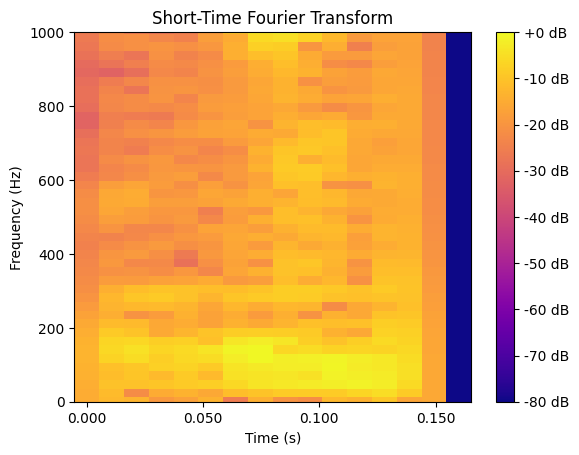 Short-Time Fourier Transform
1000
800
600
400
200
0
Frequency (Hz)
0.000
0.050
0.100
0.150
Time (s)
+0 dB
-10 dB
-20 dB
-30 dB
-40 dB
-50 dB
-60 dB
-70 dB
-80 dB